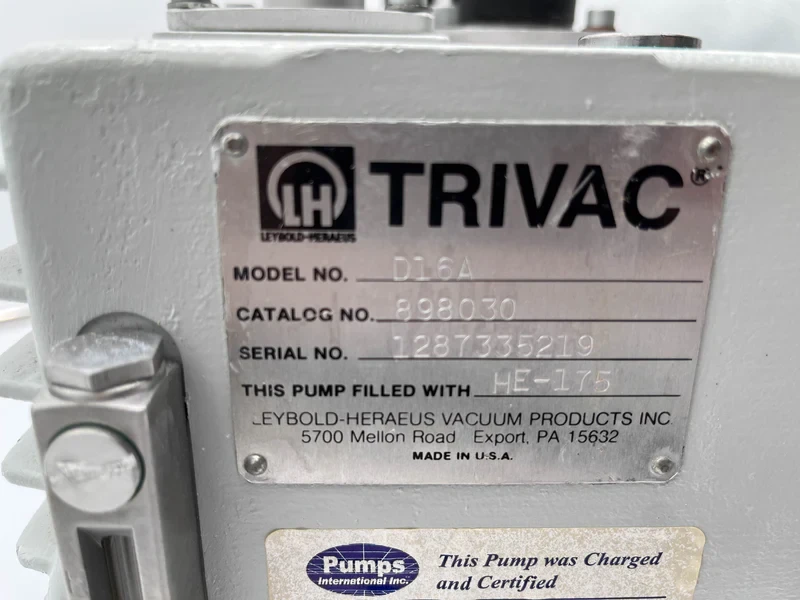 LH TRIVAC®
LEYBOLD-HERAEUS
MODEL NO. D16A
CATALOG NO. 898030
SERIAL NO. 1287335219
THIS PUMP FILLED WITH HE-175
LEYBOLD-HERAEUS VACUUM PRODUCTS INC.
5700 Mellon Road Export, PA 15632
MADE IN U.S.A.
Pumps
International Inc.
This Pump was Charged
and Certified